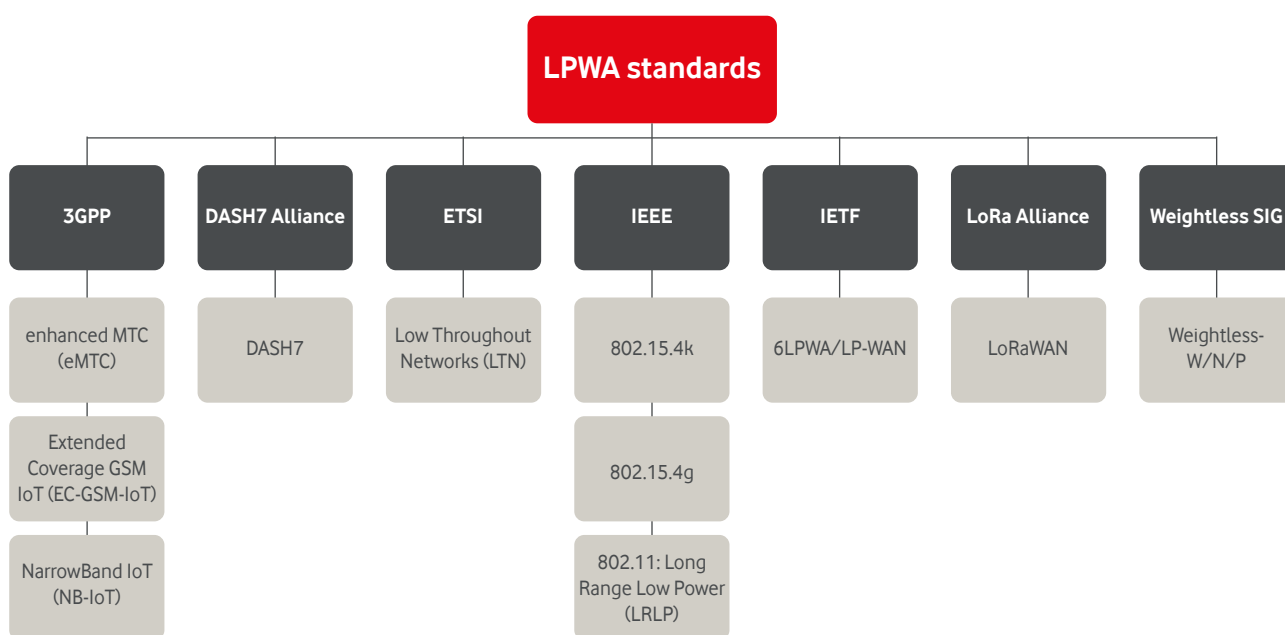 LPWA standards
3GPP
DASH7 Alliance
ETSI
IEEE
IETF
LoRa Alliance
Weightless SIG
enhanced MTC
(eMTC)
DASH7
Low Throughout
Networks (LTN)
802.15.4k
6LPWA/LP-WAN
LoRaWAN
Weightless-
W/N/P
Extended
Coverage GSM
IoT (EC-GSM-IoT)
802.15.4g
NarrowBand IoT
(NB-IoT)
802.11: Long
Range Low Power
(LRLP)